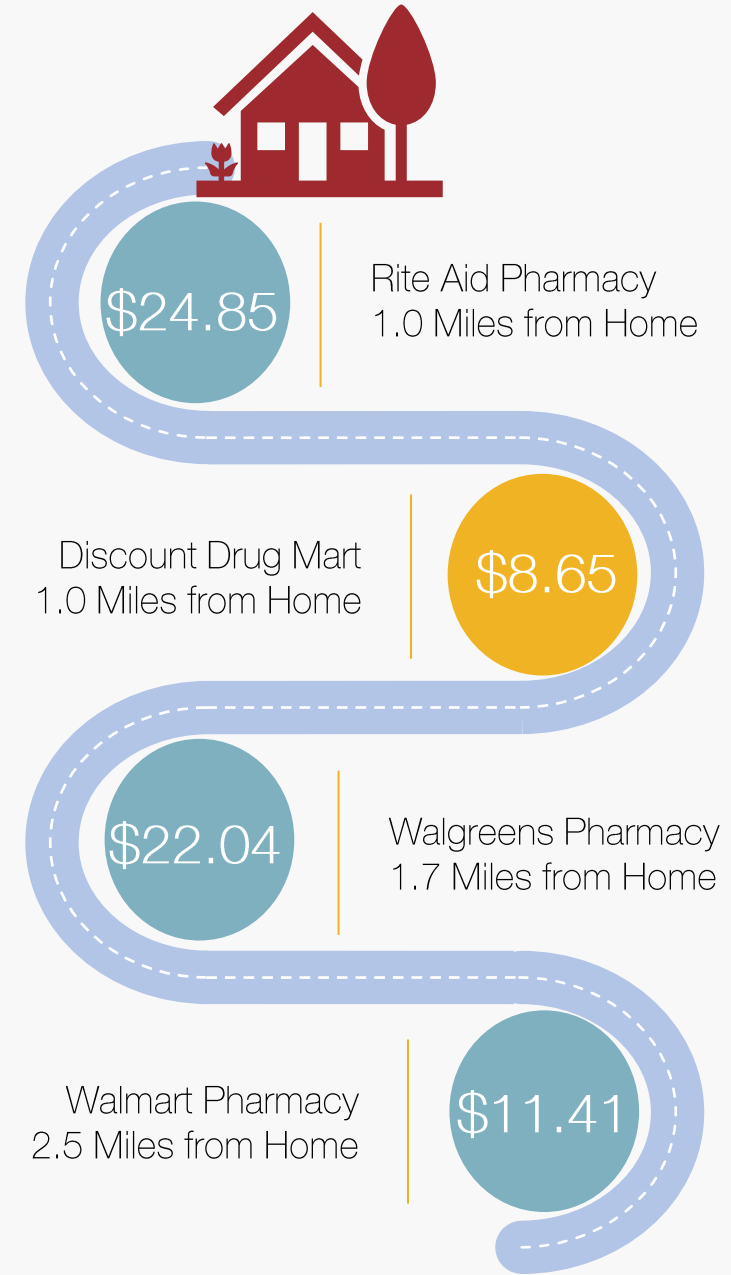 $24.85
Rite Aid Pharmacy
1.0 Miles from Home
Discount Drug Mart
1.0 Miles from Home
$8.65
$22.04
Walgreens Pharmacy
1.7 Miles from Home
Walmart Pharmacy
2.5 Miles from Home
$11.41